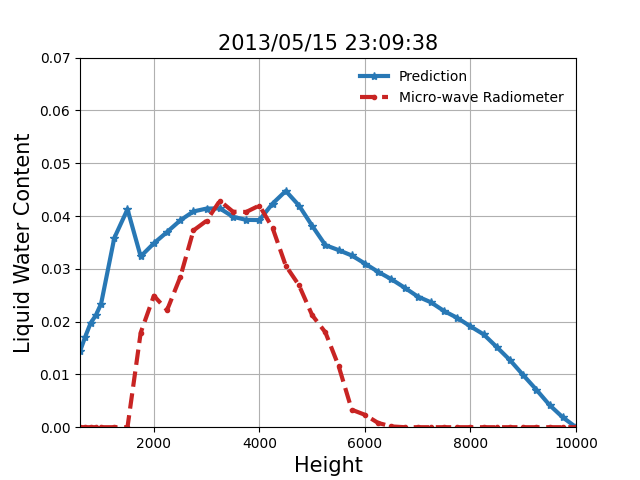 2013/05/15 23:09:38
Prediction
Micro-wave Radiometer
Liquid Water Content
0.07
0.06
0.05
0.04
0.03
0.02
0.01
0.00
2000 4000 6000 8000 10000
Height